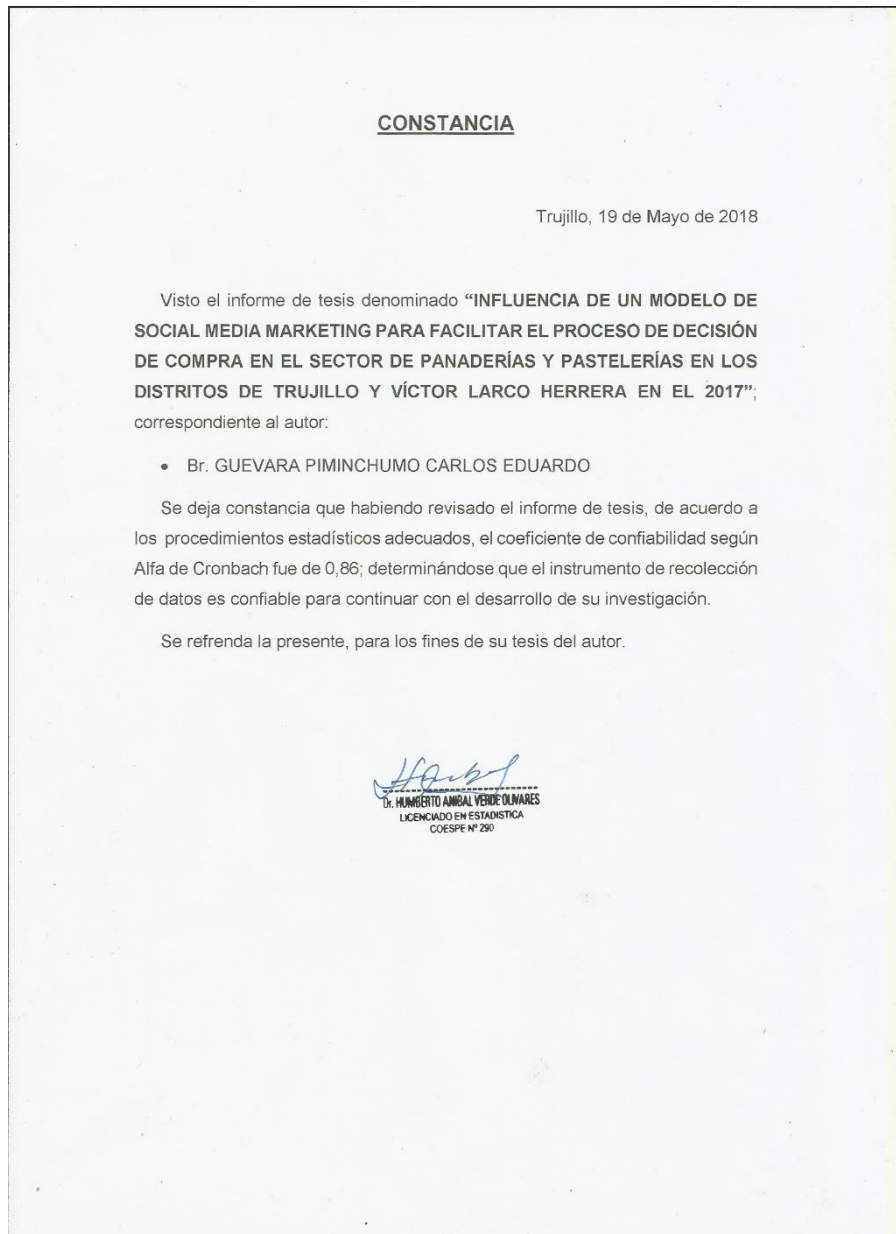 CONSTANCIA
Trujillo, 19 de Mayo de 2018
Visto el informe de tesis denominado “INFLUENCIA DE UN MODELO DE
SOCIAL MEDIA MARKETING PARA FACILITAR EL PROCESO DE DECISIÓN
DE COMPRA EN EL SECTOR DE PANADERÍAS Y PASTELERÍAS EN LOS
DISTRITOS DE TRUJILLO Y VÍCTOR LARCO HERRERA EN EL 2017”;
correspondiente al autor:
• Br. GUEVARA PIMINCHUMO CARLOS EDUARDO
Se deja constancia que habiendo revisado el informe de tesis, de acuerdo a
los procedimientos estadísticos adecuados, el coeficiente de confiabilidad según
Alfa de Cronbach fue de 0,86; determinándose que el instrumento de recolección
de datos es confiable para continuar con el desarrollo de su investigación.
Se refrenda la presente, para los fines de su tesis del autor.
Dr. HUMBERTO ANIBAL VERDE OLIVARES
LICENCIADO EN ESTADISTICA
COESPE Nº 290